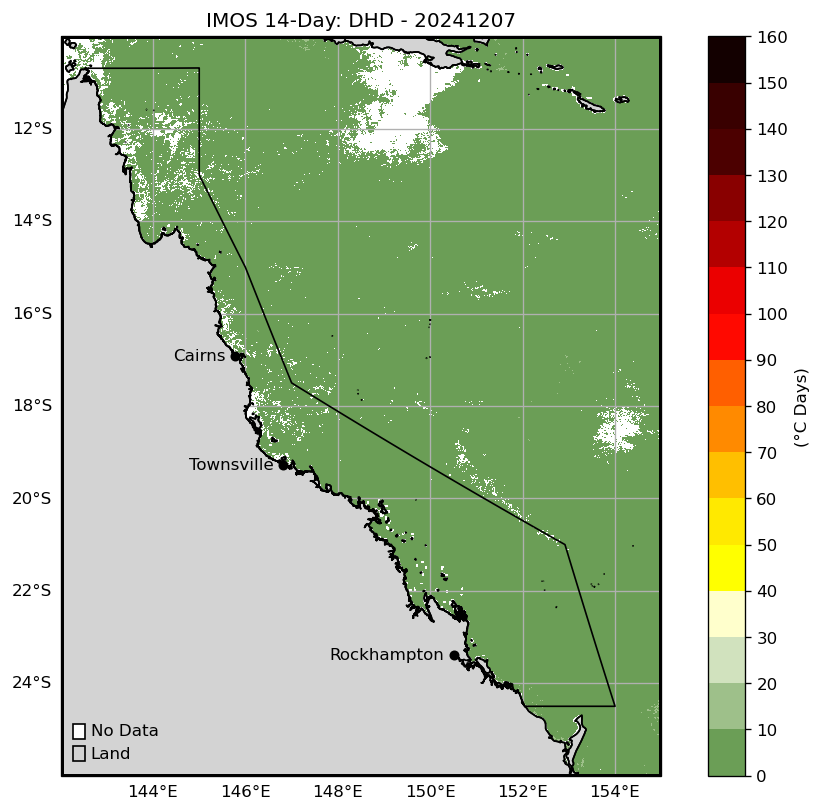 IMOS 14-Day: DHD - 20241207
12°S
14°S
16°S
18°S
20°S
22°S
24°S
Cairns
Townsville
Rockhampton
No Data
Land
144°E 146°E 148°E 150°E 152°E 154°E
160
150
140
130
120
110
100
90
80
70
60
50
40
30
20
10
0
(°C Days)